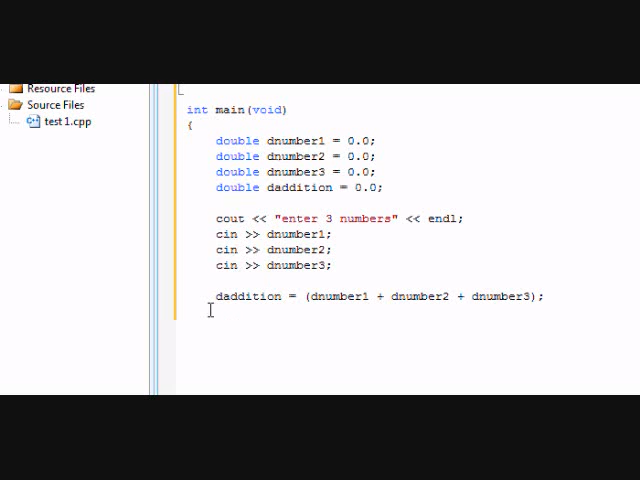 Resource Files
Source Files
test 1.cpp
int main(void)
{
double dnumber1 = 0.0;
double dnumber2 = 0.0;
double dnumber3 = 0.0;
double daddition = 0.0;
cout << "enter 3 numbers" << endl;
cin >> dnumber1;
cin >> dnumber2;
cin >> dnumber3;
daddition = (dnumber1 + dnumber2 + dnumber3);